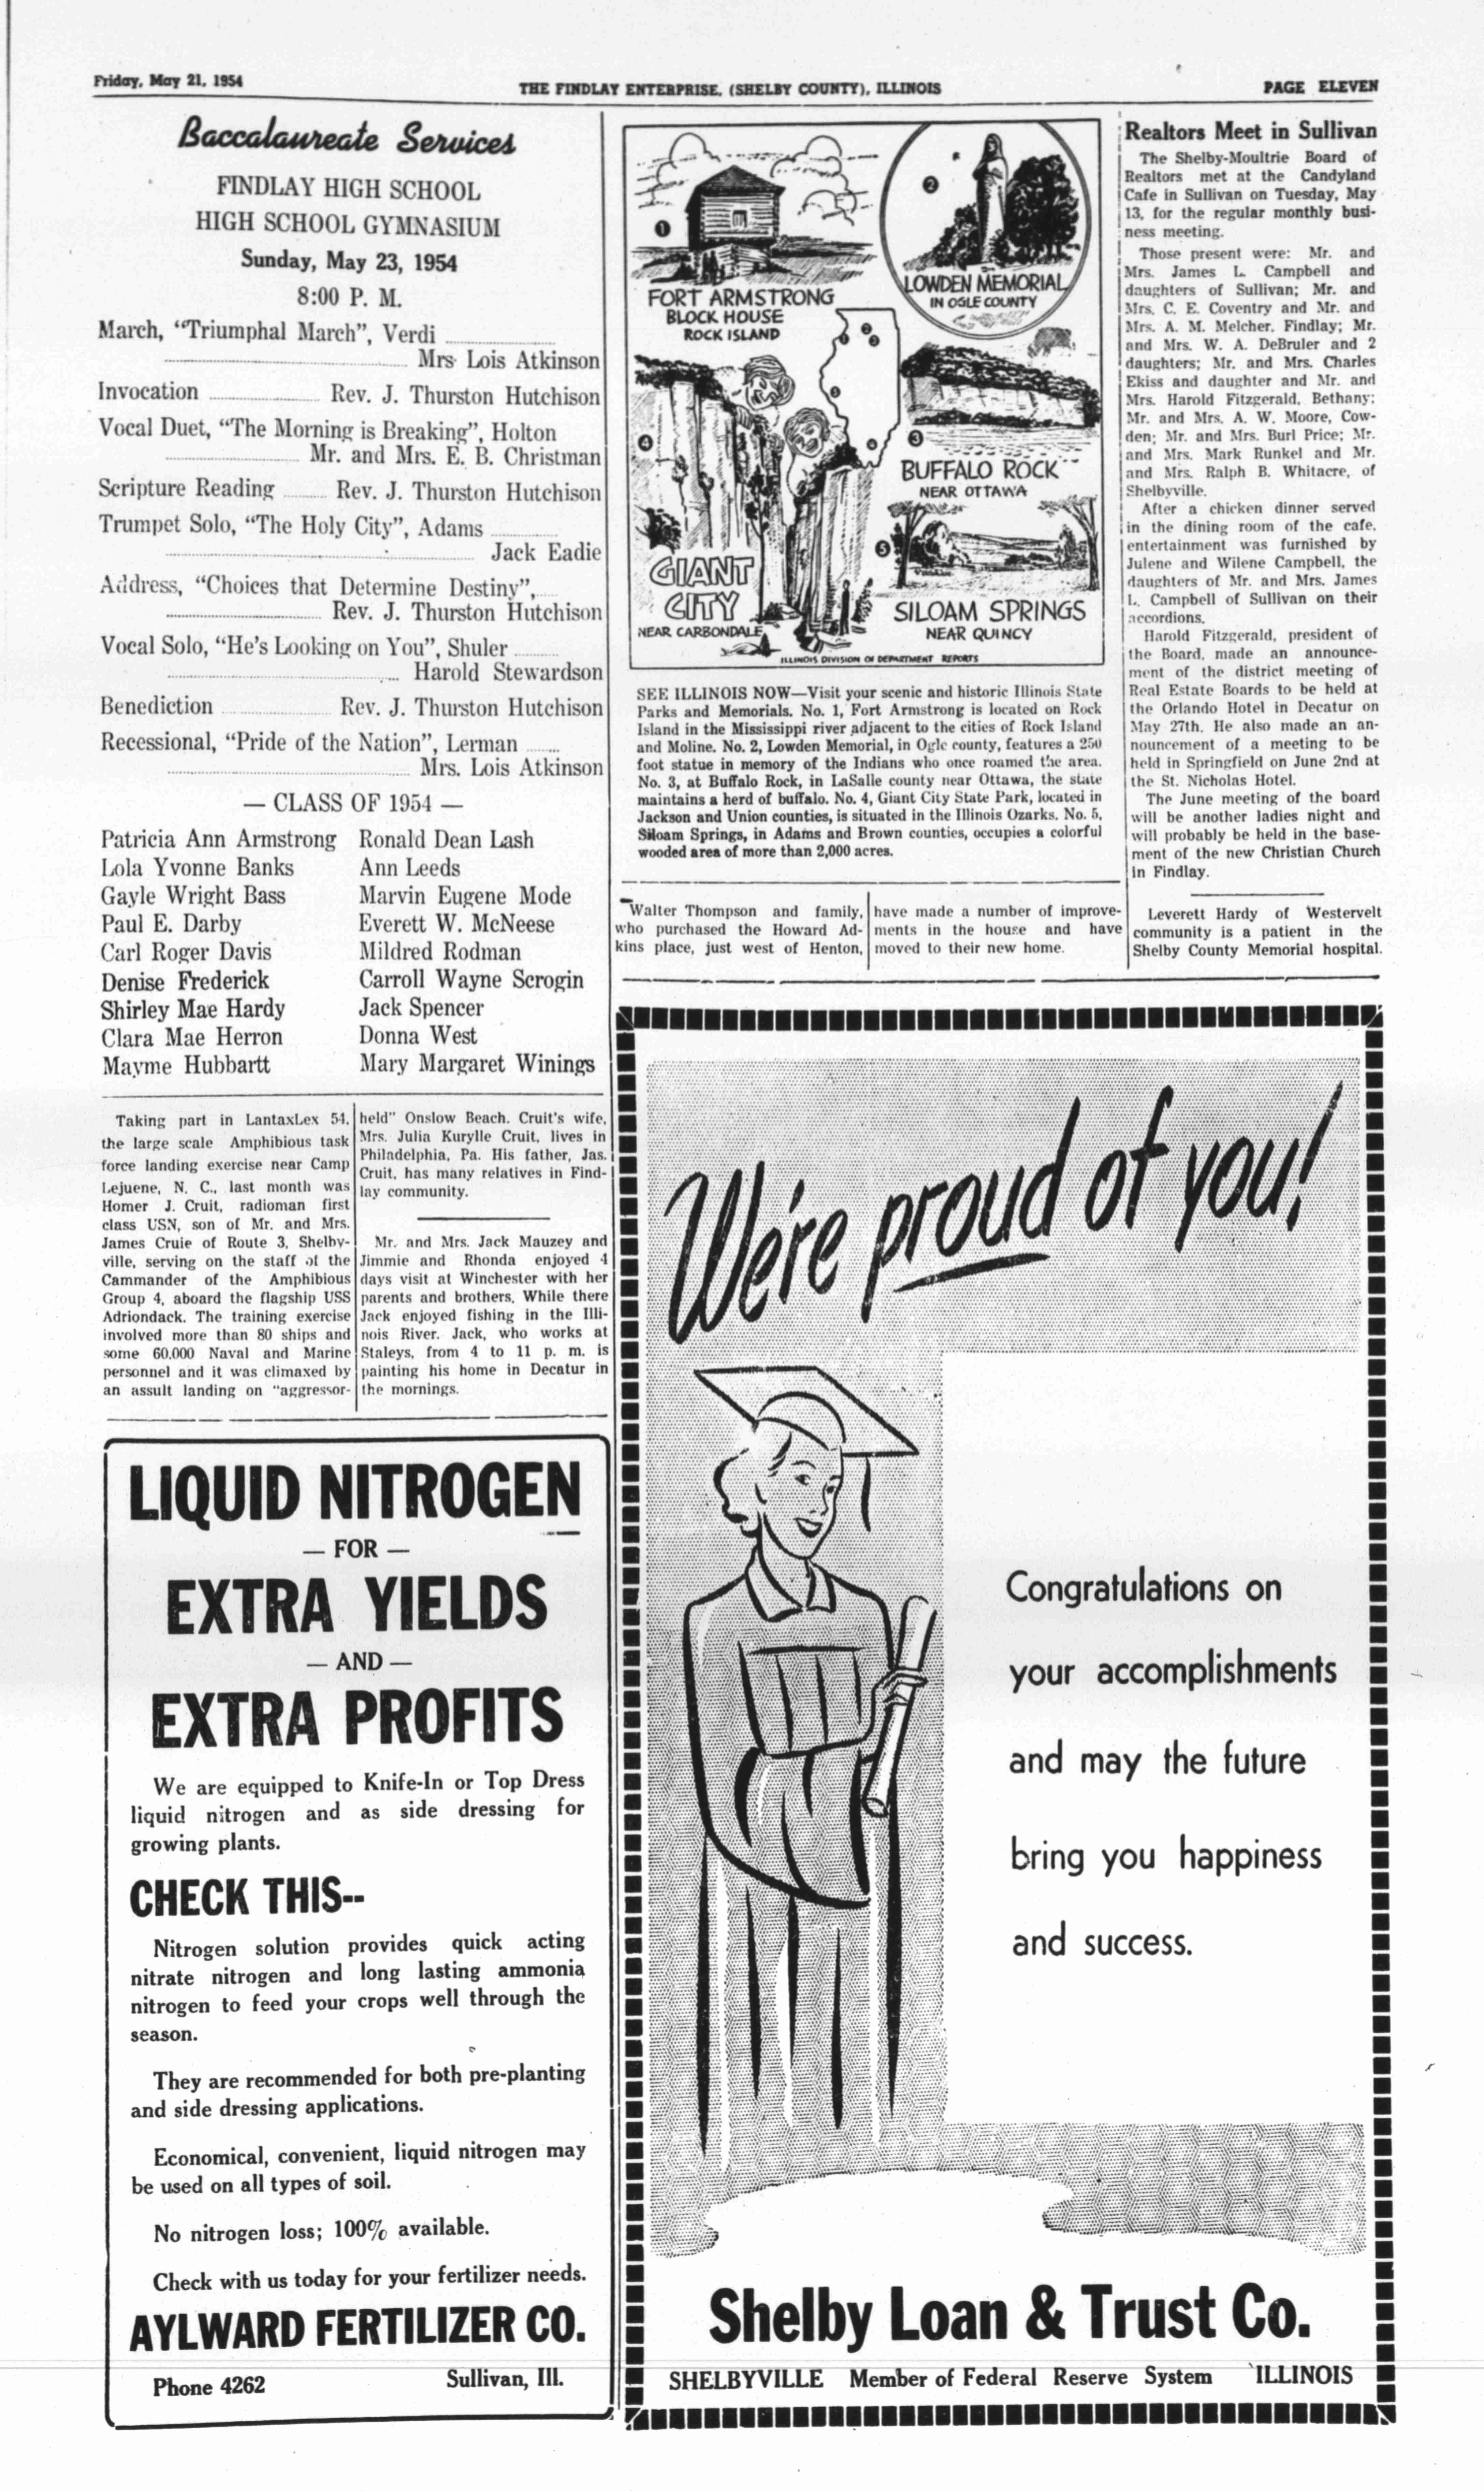 Friday, May 21, 1954
THE FINDLAY ENTERPRISE, (SHELBY COUNTY), ILLINOIS
PAGE ELEVEN
Baccalaureate Services
FINDLAY HIGH SCHOOL
HIGH SCHOOL GYMNASIUM
Sunday, May 23, 1954
8:00 P. M.
March, "Triumphal March", Verdi
Mrs. Lois Atkinson
Invocation Rev. J. Thurston Hutchison
Vocal Duet, "The Morning is Breaking", Holton
Mr. and Mrs. E. B. Christman
Scripture Reading Rev. J. Thurston Hutchison
Trumpet Solo, "The Holy City", Adams
Jack Eadie
Address, "Choices that Determine Destiny",
Rev. J. Thurston Hutchison
Vocal Solo, "He's Looking on You", Shuler
Harold Stewardson
Benediction Rev. J. Thurston Hutchison
Recessional, "Pride of the Nation", Lerman
Mrs. Lois Atkinson
— CLASS OF 1954 —
Patricia Ann Armstrong
Lola Yvonne Banks
Gayle Wright Bass
Paul E. Darby
Carl Roger Davis
Denise Frederick
Shirley Mae Hardy
Clara Mae Herron
Mayme Hubbartt
Ronald Dean Lash
Ann Leeds
Marvin Eugene Mode
Everett W. McNeese
Mildred Rodman
Carroll Wayne Scrogin
Jack Spencer
Donna West
Mary Margaret Winings
Taking part in LantaxLex 54,
the large scale Amphibious task
force landing exercise near Camp
Lejuene, N. C., last month was
Homer J. Cruit, radioman first
class USN, son of Mr. and Mrs.
James Cruie of Route 3, Shelby-
ville, serving on the staff of the
Cammander of the Amphibious
Group 4, aboard the flagship USS
Adriondack. The training exercise
involved more than 80 ships and
some 60,000 Naval and Marine
personnel and it was climaxed by
an assult landing on "aggressor-
held" Onslow Beach. Cruit's wife,
Mrs. Julia Kurylle Cruit, lives in
Philadelphia, Pa. His father, Jas.
Cruit, has many relatives in Find-
lay community.
Mr. and Mrs. Jack Mauzey and
Jimmie and Rhonda enjoyed 4
days visit at Winchester with her
parents and brothers. While there
Jack enjoyed fishing in the Illi-
nois River. Jack, who works at
Staleys, from 4 to 11 p. m. is
painting his home in Decatur in
the mornings.
LIQUID NITROGEN
— FOR —
EXTRA YIELDS
— AND —
EXTRA PROFITS
We are equipped to Knife-In or Top Dress
liquid nitrogen and as side dressing for
growing plants.
CHECK THIS--
Nitrogen solution provides quick acting
nitrate nitrogen and long lasting ammonia
nitrogen to feed your crops well through the
season.
They are recommended for both pre-planting
and side dressing applications.
Economical, convenient, liquid nitrogen may
be used on all types of soil.
No nitrogen loss; 100% available.
Check with us today for your fertilizer needs.
AYLWARD FERTILIZER CO.
Phone 4262 Sullivan, Ill.
1
FORT ARMSTRONG
BLOCK HOUSE
ROCK ISLAND
2
LOWDEN MEMORIAL
IN OGLE COUNTY
3
BUFFALO ROCK
NEAR OTTAWA
4
GIANT
CITY
NEAR CARBONDALE
5
SILOAM SPRINGS
NEAR QUINCY
ILLINOIS DIVISION OF DEPARTMENT REPORTS
SEE ILLINOIS NOW—Visit your scenic and historic Illinois State
Parks and Memorials. No. 1, Fort Armstrong is located on Rock
Island in the Mississippi river adjacent to the cities of Rock Island
and Moline. No. 2, Lowden Memorial, in Ogle county, features a 250
foot statue in memory of the Indians who once roamed the area.
No. 3, at Buffalo Rock, in LaSalle county near Ottawa, the state
maintains a herd of buffalo. No. 4, Giant City State Park, located in
Jackson and Union counties, is situated in the Illinois Ozarks. No. 5,
Siloam Springs, in Adams and Brown counties, occupies a colorful
wooded area of more than 2,000 acres.
Walter Thompson and family,
who purchased the Howard Ad-
kins place, just west of Henton,
have made a number of improve-
ments in the house and have
moved to their new home.
Realtors Meet in Sullivan
The Shelby-Moultrie Board of
Realtors met at the Candyland
Cafe in Sullivan on Tuesday, May
13, for the regular monthly busi-
ness meeting.
Those present were: Mr. and
Mrs. James L. Campbell and
daughters of Sullivan; Mr. and
Mrs. C. E. Coventry and Mr. and
Mrs. A. M. Melcher, Findlay; Mr.
and Mrs. W. A. DeBruler and 2
daughters; Mr. and Mrs. Charles
Ekiss and daughter and Mr. and
Mrs. Harold Fitzgerald, Bethany;
Mr. and Mrs. A. W. Moore, Cow-
den; Mr. and Mrs. Burl Price; Mr.
and Mrs. Mark Runkel and Mr.
and Mrs. Ralph B. Whitacre, of
Shelbyville.
After a chicken dinner served
in the dining room of the cafe,
entertainment was furnished by
Julene and Wilene Campbell, the
daughters of Mr. and Mrs. James
L. Campbell of Sullivan on their
accordions.
Harold Fitzgerald, president of
the Board, made an announce-
ment of the district meeting of
Real Estate Boards to be held at
the Orlando Hotel in Decatur on
May 27th. He also made an an-
nouncement of a meeting to be
held in Springfield on June 2nd at
the St. Nicholas Hotel.
The June meeting of the board
will be another ladies night and
will probably be held in the base-
ment of the new Christian Church
in Findlay.
Leverett Hardy of Westervelt
community is a patient in the
Shelby County Memorial hospital.
We're proud of you!
Congratulations on
your accomplishments
and may the future
bring you happiness
and success.
Shelby Loan & Trust Co.
SHELBYVILLE Member of Federal Reserve System ILLINOIS